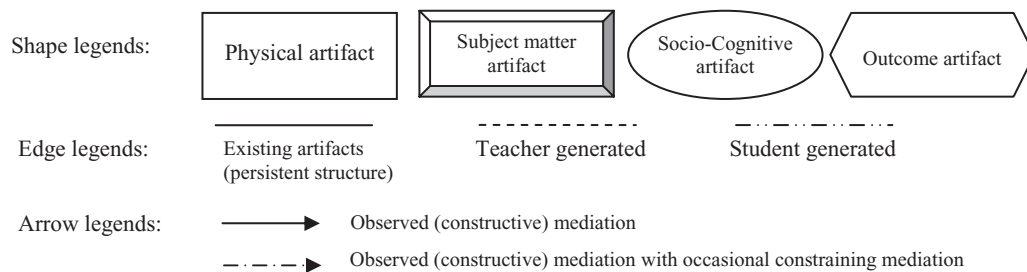 Shape legends:
Physical artifact
Subject matter
artifact
Socio-Cognitive
artifact
Outcome artifact
Edge legends:
Existing artifacts
(persistent structure)
Teacher generated
Student generated
Arrow legends:
Observed (constructive) mediation
Observed (constructive) mediation with occasional constraining mediation